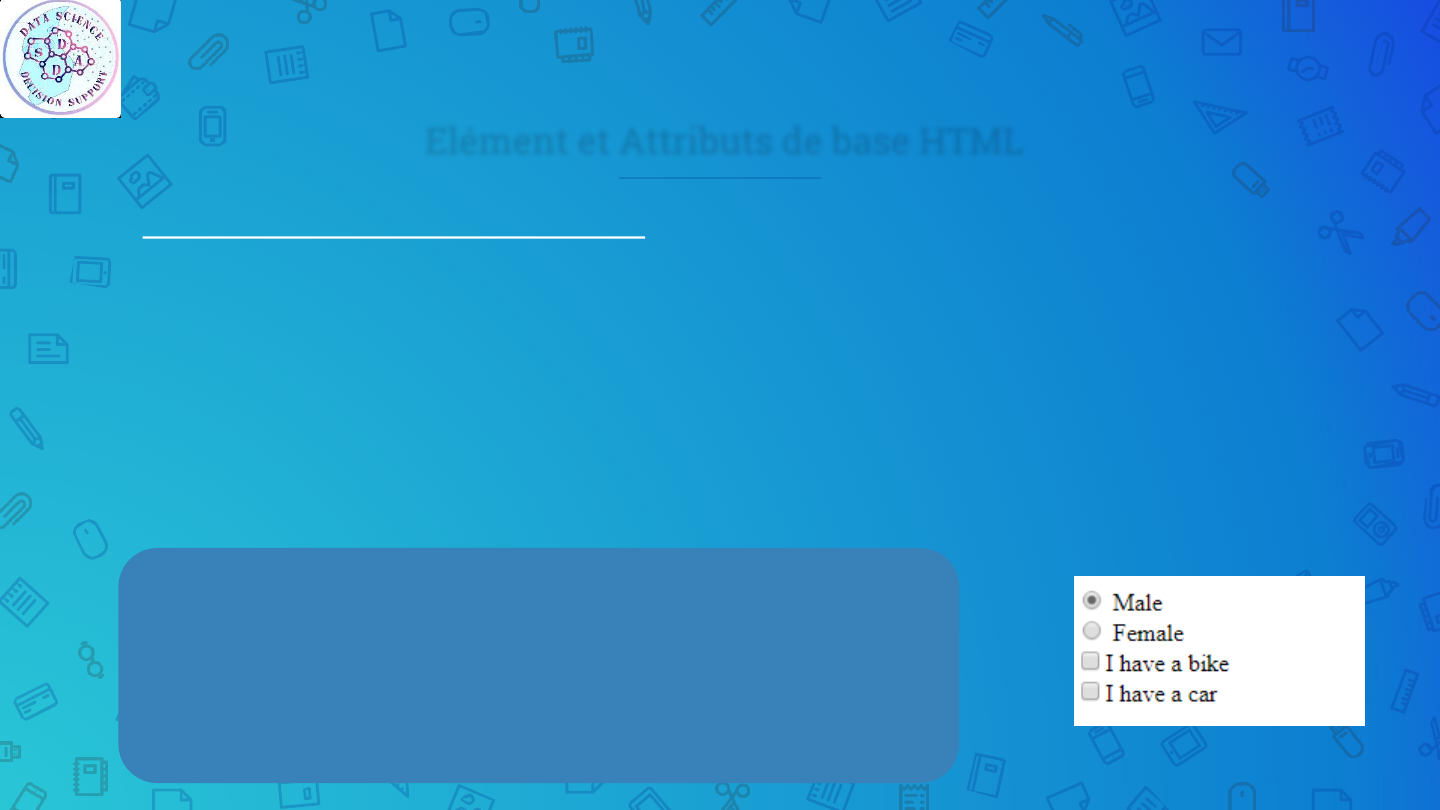 DATA SCIENCE
S D D A
DECISION SUPPORT
Elément et Attributs de base HTML
Male
Female
I have a bike
I have a car